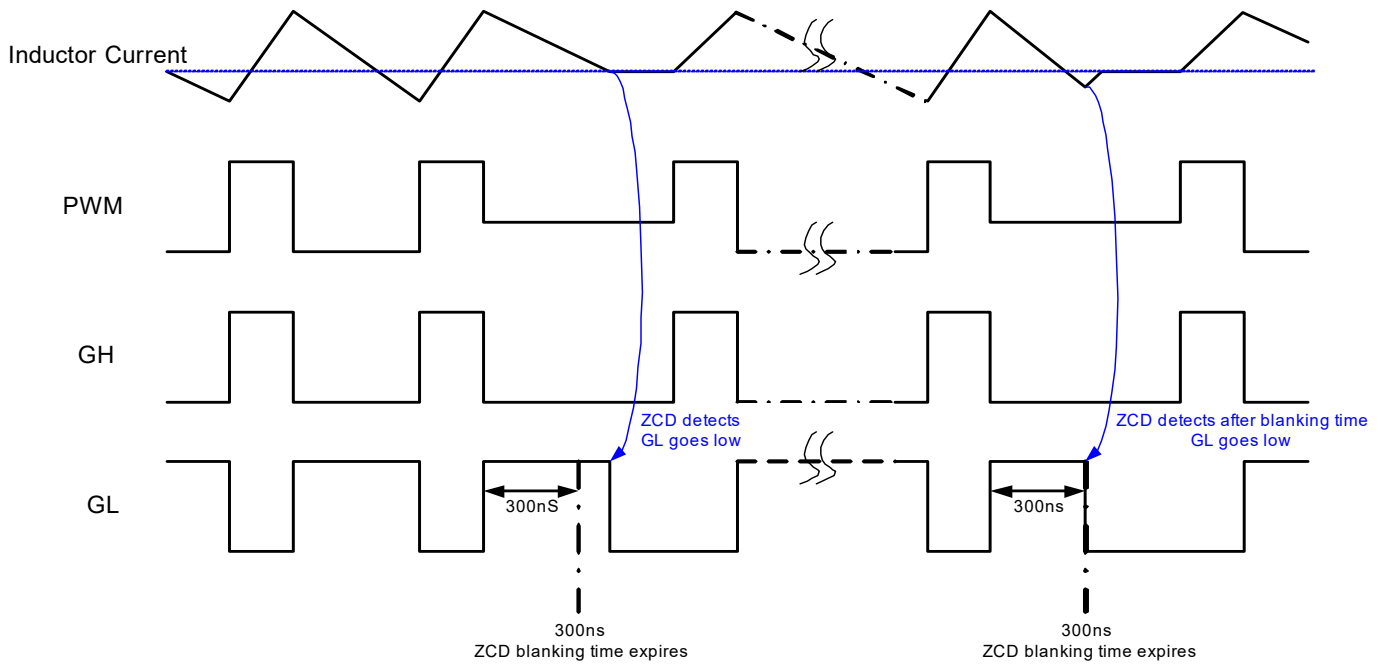 Inductor Current
PWM
GH
ZCD detects
GL goes low
ZCD detects after blanking time
GL goes low
GL
300nS
300ns
300ns
ZCD blanking time expires
300ns
ZCD blanking time expires